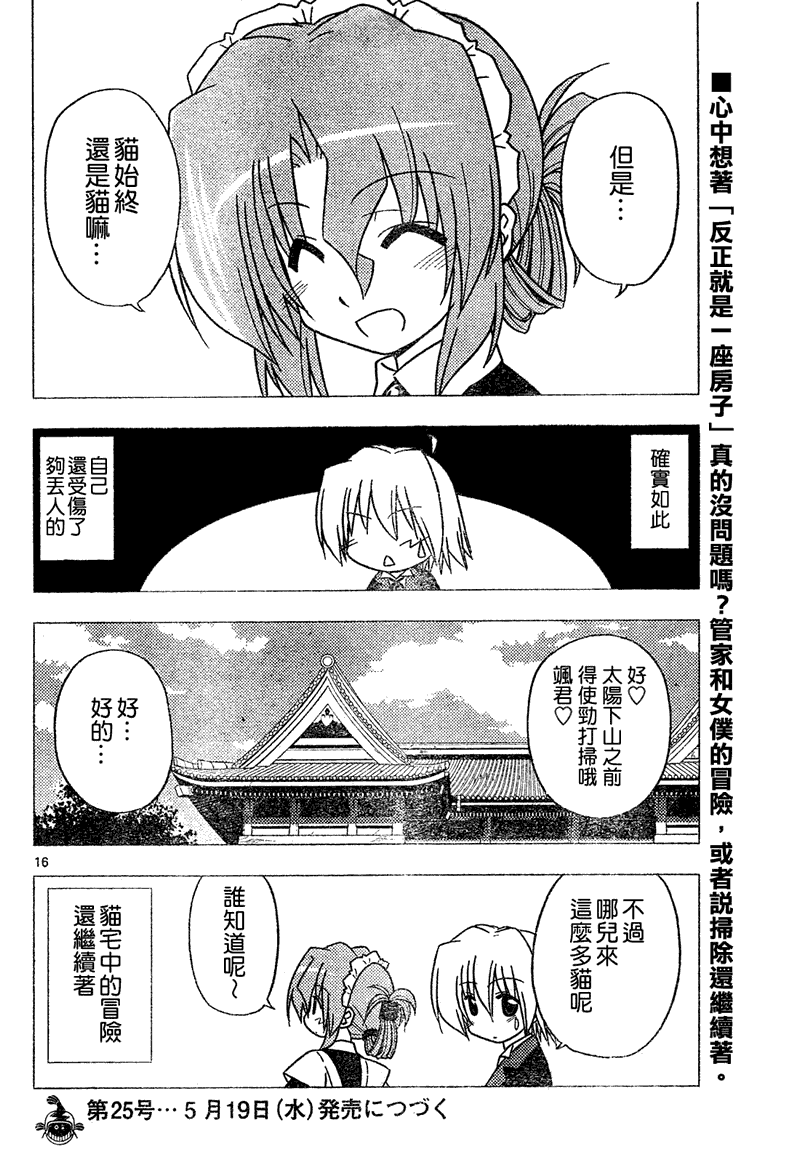 但是…
貓始終
還是貓嘛…
確實如此
自己
還受傷了
夠丟人的
好♡
太陽下山之前
得使勁打掃哦
颯君♡
好…
好的…
16
不過
哪兒來
這麼多貓呢
誰知道呢～
貓宅中的冒險
還繼續著
■心中想著「反正就是一座房子」真的沒問題嗎？管家和女僕的冒險，或者説掃除還繼續著。
第25号…5月19日(水)発売につづく